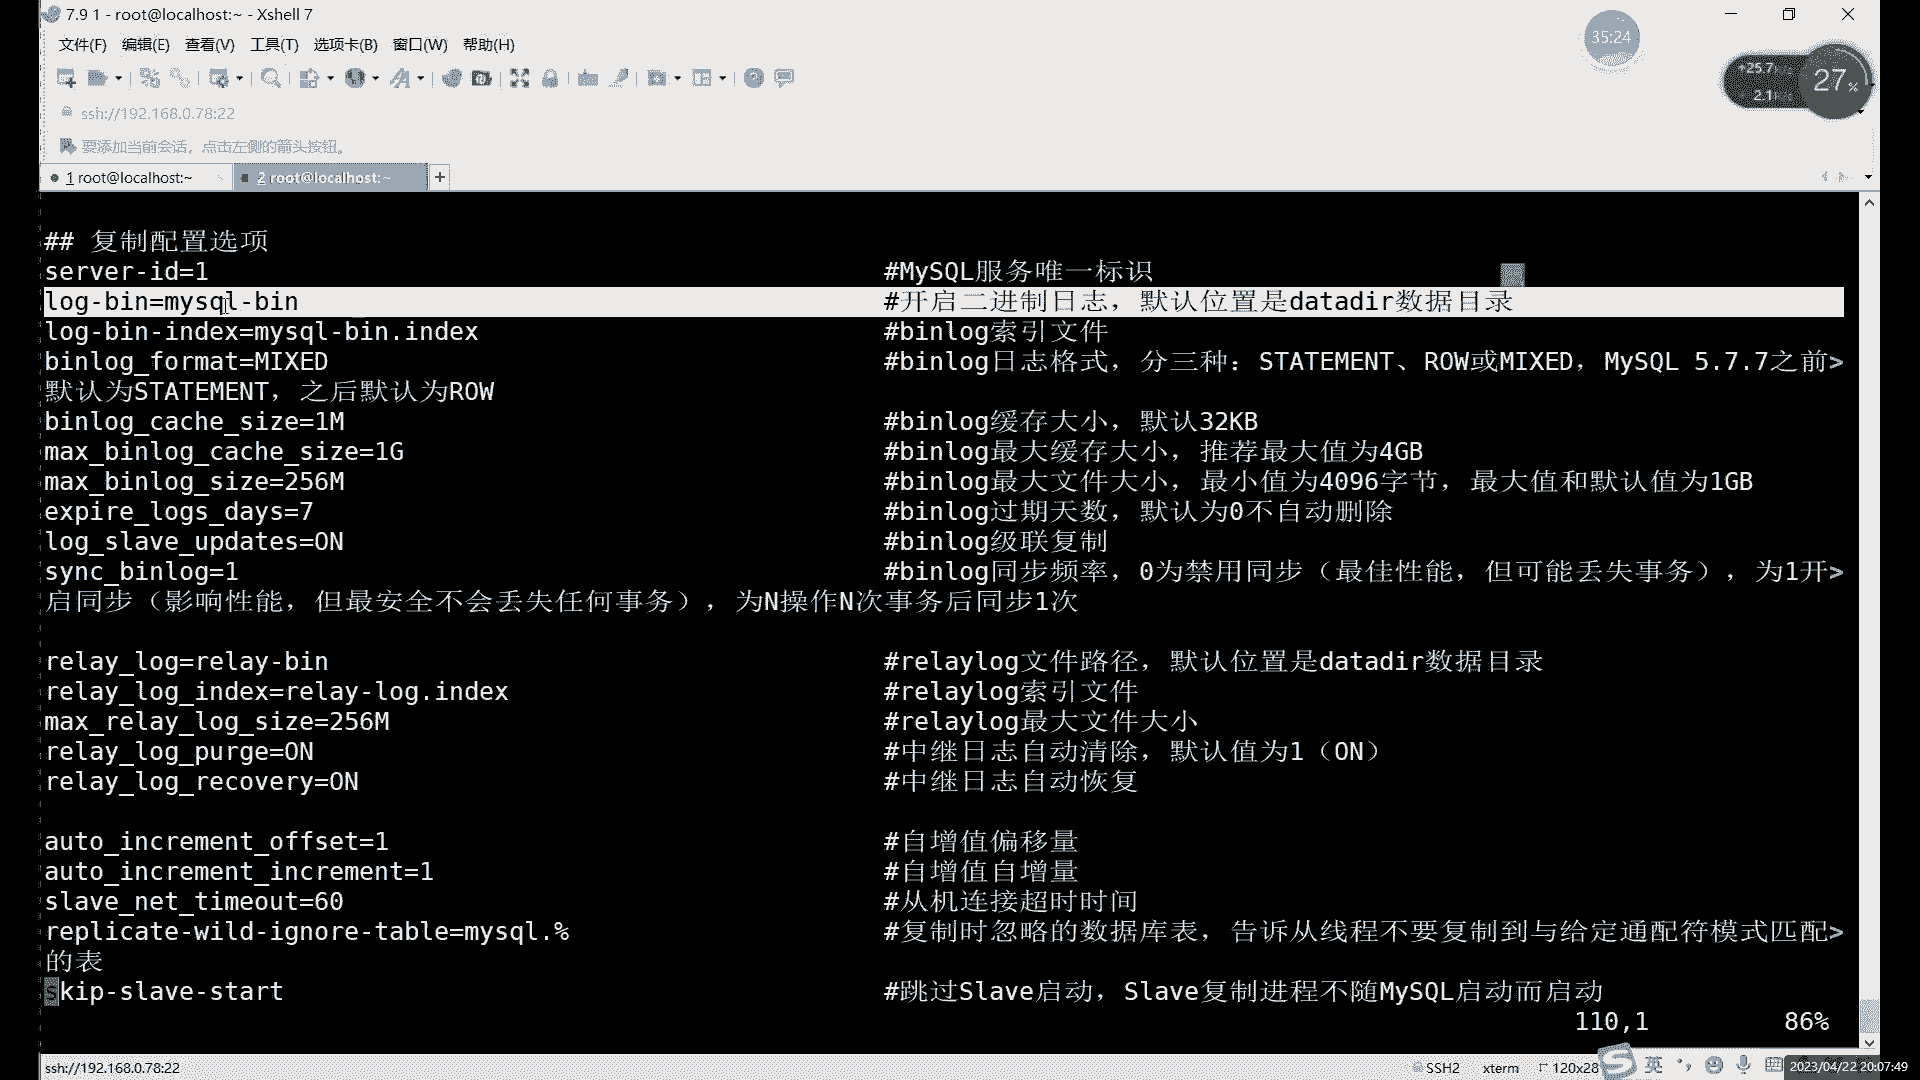 7.9 1 - root@localhost:~ - Xshell 7
文件(F) 编辑(E) 查看(V) 工具(T) 选项卡(B) 窗口(W) 帮助(H)
35:24
+25.7
2.1
27%
ssh://192.168.0.78:22
要添加当前会话，点击左侧的箭头按钮。
1 root@localhost:~ 2 root@localhost:~ +
## 复制配置选项
server-id=1 #MySQL服务唯一标识
log-bin=mysql-bin #开启二进制日志，默认位置是datadir数据目录
log-bin-index=mysql-bin.index #binlog索引文件
binlog_format=MIXED #binlog日志格式，分三种：STATEMENT、ROW或MIXED，MySQL 5.7.7之前>
默认为STATEMENT，之后默认为ROW
binlog_cache_size=1M #binlog缓存大小，默认32KB
max_binlog_cache_size=1G #binlog最大缓存大小，推荐最大值为4GB
max_binlog_size=256M #binlog最大文件大小，最小值为4096字节，最大值和默认值为1GB
expire_logs_days=7 #binlog过期天数，默认为0不自动删除
log_slave_updates=ON #binlog级联复制
sync_binlog=1 #binlog同步频率，0为禁用同步（最佳性能，但可能丢失事务），为1开>
启同步（影响性能，但最安全不会丢失任何事务），为N操作N次事务后同步1次
relay_log=relay-bin #relaylog文件路径，默认位置是datadir数据目录
relay_log_index=relay-log.index #relaylog索引文件
max_relay_log_size=256M #relaylog最大文件大小
relay_log_purge=ON #中继日志自动清除，默认值为1（ON）
relay_log_recovery=ON #中继日志自动恢复
auto_increment_offset=1 #自增值偏移量
auto_increment_increment=1 #自增值自增量
slave_net_timeout=60 #从机连接超时时间
replicate-wild-ignore-table=mysql.% #复制时忽略的数据库表，告诉从线程不要复制到与给定通配符模式匹配>
的表
skip-slave-start #跳过Slave启动，Slave复制进程不随MySQL启动而启动
110,1 86%
ssh://192.168.0.78:22 SSH2 xterm 120x28 英 2023/04/22 20:07:49